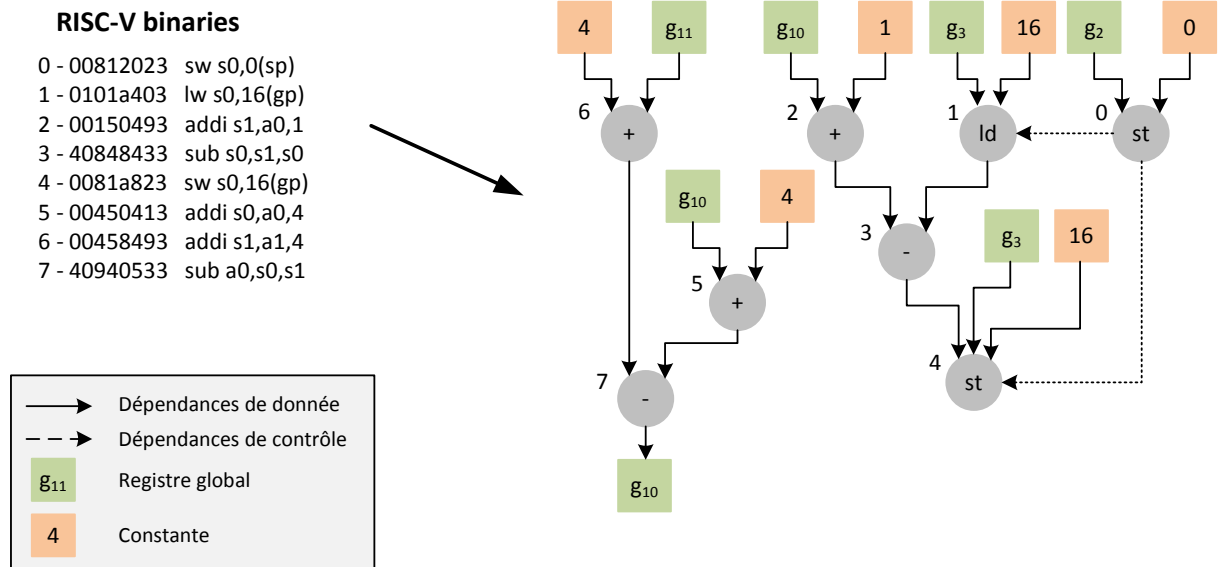 RISC-V binaries
0 - 00812023 sw s0,0(sp)
1 - 0101a403 lw s0,16(gp)
2 - 00150493 addi s1,a0,1
3 - 40848433 sub s0,s1,s0
4 - 0081a823 sw s0,16(gp)
5 - 00450413 addi s0,a0,4
6 - 00458493 addi s1,a1,4
7 - 40940533 sub a0,s0,s1
4 g11 g10 1 g3 16 g2 0
6 + 2 + 1 ld 0 st
g10 4
3 - g3 16
5 +
7 - 4 st
g10
Dépendances de donnée
Dépendances de contrôle
g11 Registre global
4 Constante